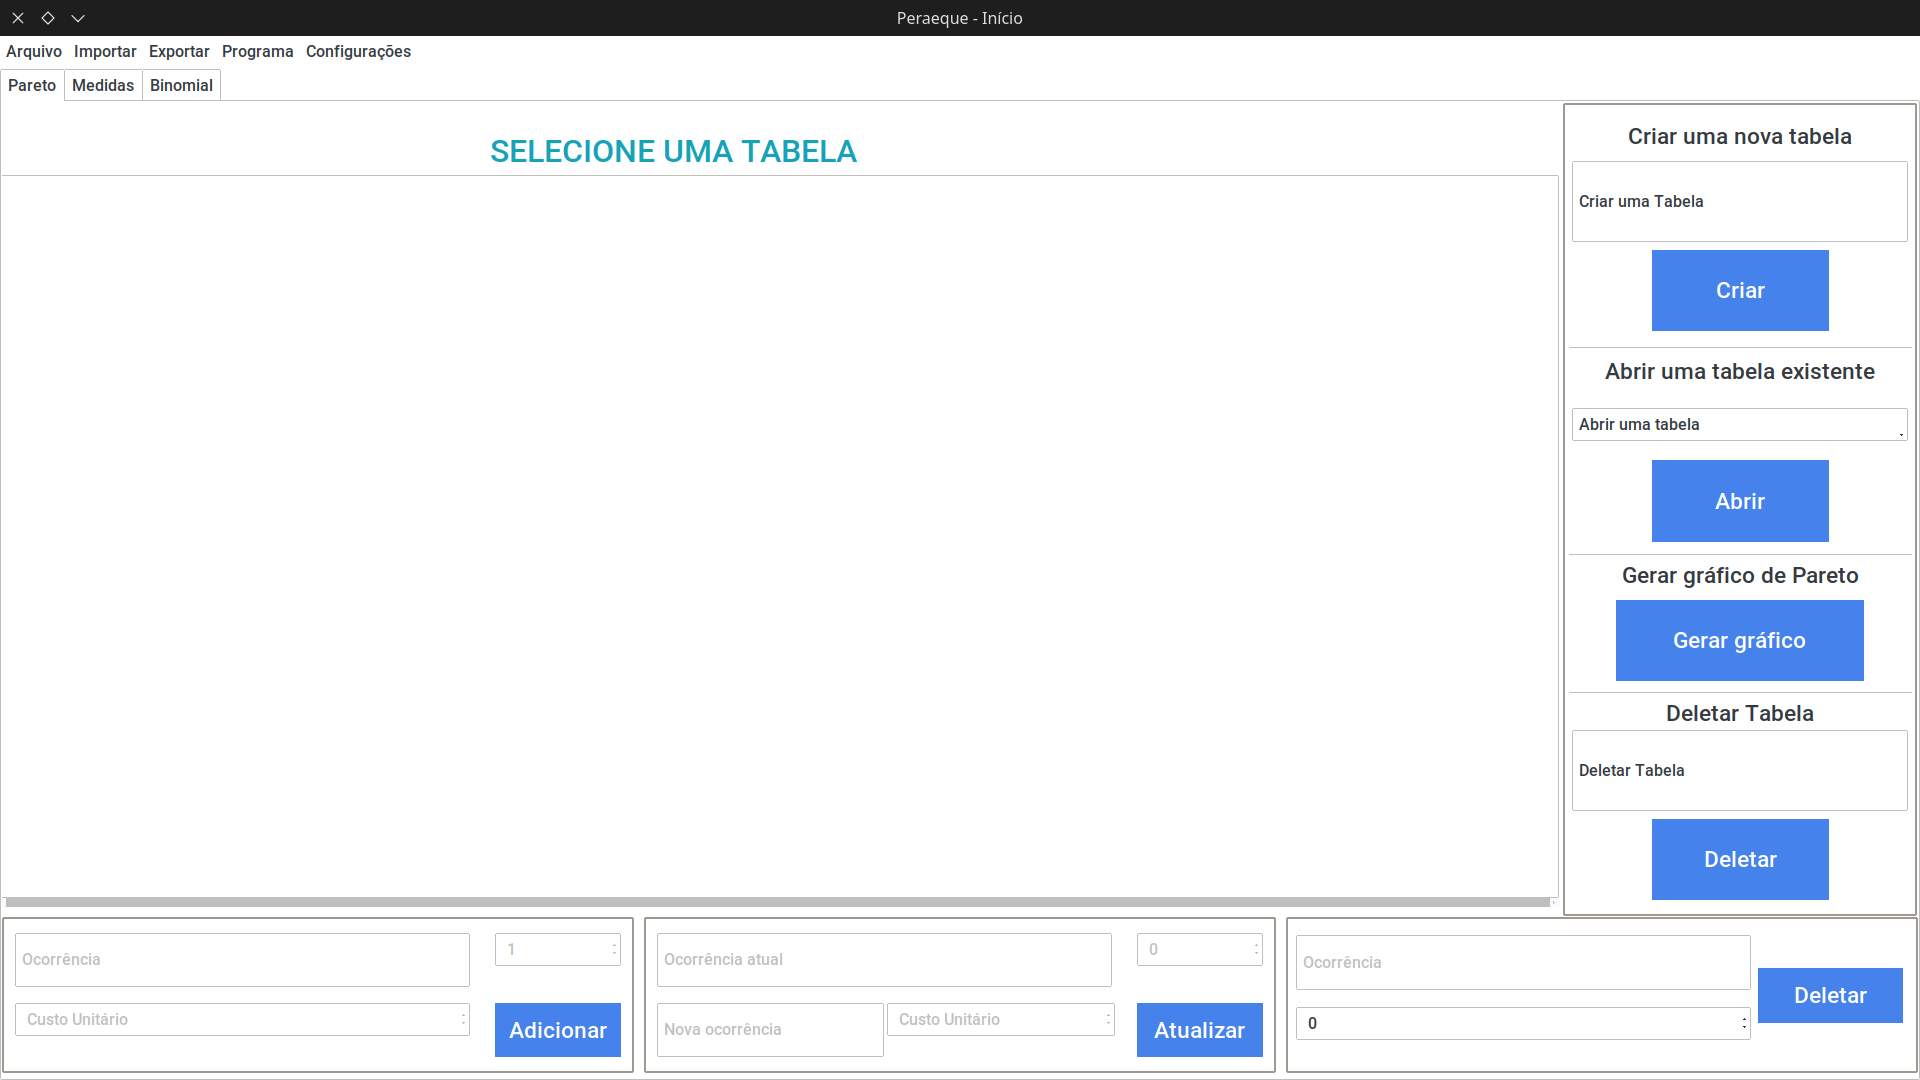 Peraeque - Início
Arquivo Importar Exportar Programa Configurações
Pareto Medidas Binomial
SELECIONE UMA TABELA
Criar uma nova tabela
Criar uma Tabela
Criar
Abrir uma tabela existente
Abrir uma tabela
Abrir
Gerar gráfico de Pareto
Gerar gráfico
Deletar Tabela
Deletar Tabela
Deletar
Ocorrência 1
Custo Unitário Adicionar
Ocorrência atual 0
Nova ocorrência Custo Unitário Atualizar
Ocorrência
0
Deletar